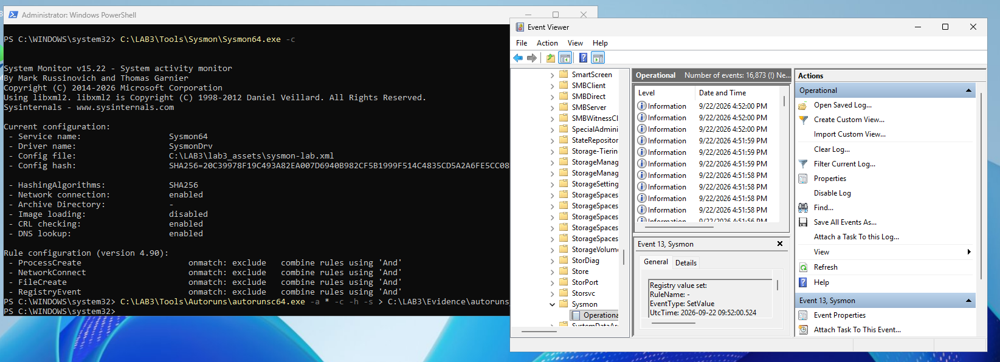 Administrator: Windows PowerShell
PS C:\WINDOWS\system32> C:\LAB3\Tools\Sysmon\Sysmon64.exe -c
System Monitor v15.22 - System activity monitor
By Mark Russinovich and Thomas Garnier
Copyright (C) 2014-2026 Microsoft Corporation
Using libxml2. libxml2 is Copyright (C) 1998-2012 Daniel Veillard. All Rights Reserved.
Sysinternals - www.sysinternals.com
Current configuration:
- Service name: Sysmon64
- Driver name: SysmonDrv
- Config file: C:\LAB3\lab3_assets\sysmon-lab.xml
- Config hash: SHA256=20C39978F19C493A82EA007D6940B982CF5B1999F514C4835CD5A2A6FE5CC08
- HashingAlgorithms: SHA256
- Network connection: enabled
- Archive Directory: -
- Image loading: disabled
- CRL checking: enabled
- DNS lookup: enabled
Rule configuration (version 4.90):
- ProcessCreate onmatch: exclude combine rules using 'And'
- NetworkConnect onmatch: exclude combine rules using 'And'
- FileCreate onmatch: exclude combine rules using 'And'
- RegistryEvent onmatch: exclude combine rules using 'And'
PS C:\WINDOWS\system32> C:\LAB3\Tools\Autoruns\autorunsc64.exe -a * -c -h -s > C:\LAB3\Evidence\autoruns
PS C:\WINDOWS\system32>
Event Viewer
File Action View Help
SmartScreen
SMBClient
SMBDirect
SMBServer
SMBWitnessCl
SpecialAdmini
StateRepositor
Storage-Tierin
StorageManag
StorageManag
StorageSetting
StorageSpaces
StorageSpaces
StorageSpaces
StorageSpaces
StorageSpaces
StorageVolum
StorDiag
Store
StorPort
Storsvc
Sysmon
Operationa
SystemDataAr
Operational Number of events: 16,873 (!) Ne...
Level Date and Time
Information 9/22/2026 4:52:00 PM
Information 9/22/2026 4:52:00 PM
Information 9/22/2026 4:52:00 PM
Information 9/22/2026 4:51:59 PM
Information 9/22/2026 4:51:59 PM
Information 9/22/2026 4:51:59 PM
Information 9/22/2026 4:51:58 PM
Information 9/22/2026 4:51:58 PM
Information 9/22/2026 4:51:58 PM
Information 9/22/2026 4:51:58 PM
Information 9/22/2026 4:51:58 PM
Event 13, Sysmon
General Details
Registry value set:
RuleName: -
EventType: SetValue
UtcTime: 2026-09-22 09:52:00.524
Actions
Operational
Open Saved Log...
Create Custom View...
Import Custom View...
Clear Log...
Filter Current Log...
Properties
Disable Log
Find...
Save All Events As...
Attach a Task To this Log...
View
Refresh
Help
Event 13, Sysmon
Event Properties
Attach Task To This Event...